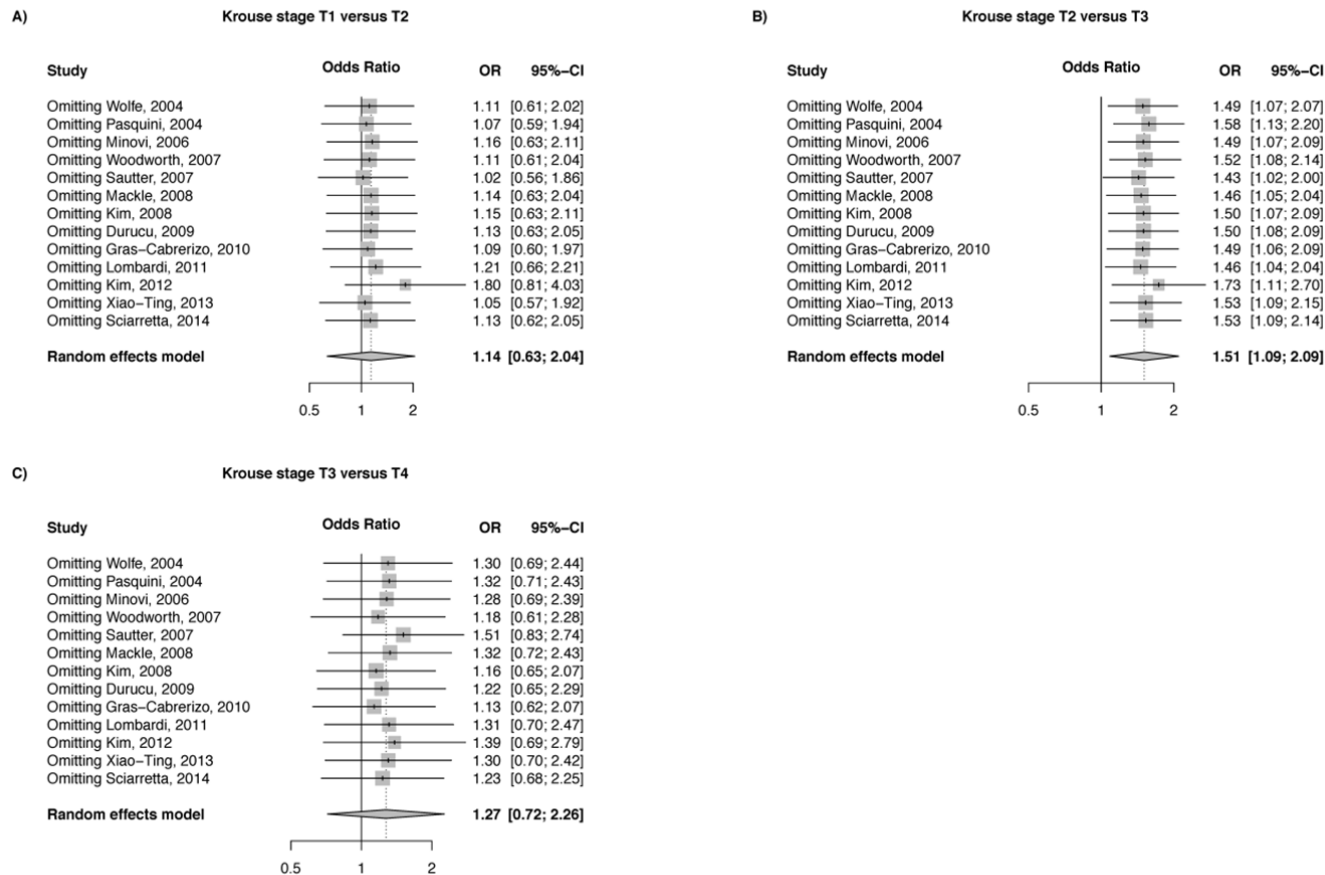 A) Krouse stage T1 versus T2
Study Odds Ratio OR 95%−CI
Omitting Wolfe, 2004 1.11 [0.61; 2.02]
Omitting Pasquini, 2004 1.07 [0.59; 1.94]
Omitting Minovi, 2006 1.16 [0.63; 2.11]
Omitting Woodworth, 2007 1.11 [0.61; 2.04]
Omitting Sautter, 2007 1.02 [0.56; 1.86]
Omitting Mackle, 2008 1.14 [0.63; 2.04]
Omitting Kim, 2008 1.15 [0.63; 2.11]
Omitting Durucu, 2009 1.13 [0.63; 2.05]
Omitting Gras−Cabrerizo, 2010 1.09 [0.60; 1.97]
Omitting Lombardi, 2011 1.21 [0.66; 2.21]
Omitting Kim, 2012 1.80 [0.81; 4.03]
Omitting Xiao−Ting, 2013 1.05 [0.57; 1.92]
Omitting Sciarretta, 2014 1.13 [0.62; 2.05]
Random effects model 1.14 [0.63; 2.04]
0.5 1 2
B) Krouse stage T2 versus T3
Study Odds Ratio OR 95%−CI
Omitting Wolfe, 2004 1.49 [1.07; 2.07]
Omitting Pasquini, 2004 1.58 [1.13; 2.20]
Omitting Minovi, 2006 1.49 [1.07; 2.09]
Omitting Woodworth, 2007 1.52 [1.08; 2.14]
Omitting Sautter, 2007 1.43 [1.02; 2.00]
Omitting Mackle, 2008 1.46 [1.05; 2.04]
Omitting Kim, 2008 1.50 [1.07; 2.09]
Omitting Durucu, 2009 1.50 [1.08; 2.09]
Omitting Gras−Cabrerizo, 2010 1.49 [1.06; 2.09]
Omitting Lombardi, 2011 1.46 [1.04; 2.04]
Omitting Kim, 2012 1.73 [1.11; 2.70]
Omitting Xiao−Ting, 2013 1.53 [1.09; 2.15]
Omitting Sciarretta, 2014 1.53 [1.09; 2.14]
Random effects model 1.51 [1.09; 2.09]
0.5 1 2
C) Krouse stage T3 versus T4
Study Odds Ratio OR 95%−CI
Omitting Wolfe, 2004 1.30 [0.69; 2.44]
Omitting Pasquini, 2004 1.32 [0.71; 2.43]
Omitting Minovi, 2006 1.28 [0.69; 2.39]
Omitting Woodworth, 2007 1.18 [0.61; 2.28]
Omitting Sautter, 2007 1.51 [0.83; 2.74]
Omitting Mackle, 2008 1.32 [0.72; 2.43]
Omitting Kim, 2008 1.16 [0.65; 2.07]
Omitting Durucu, 2009 1.22 [0.65; 2.29]
Omitting Gras−Cabrerizo, 2010 1.13 [0.62; 2.07]
Omitting Lombardi, 2011 1.31 [0.70; 2.47]
Omitting Kim, 2012 1.39 [0.69; 2.79]
Omitting Xiao−Ting, 2013 1.30 [0.70; 2.42]
Omitting Sciarretta, 2014 1.23 [0.68; 2.25]
Random effects model 1.27 [0.72; 2.26]
0.5 1 2